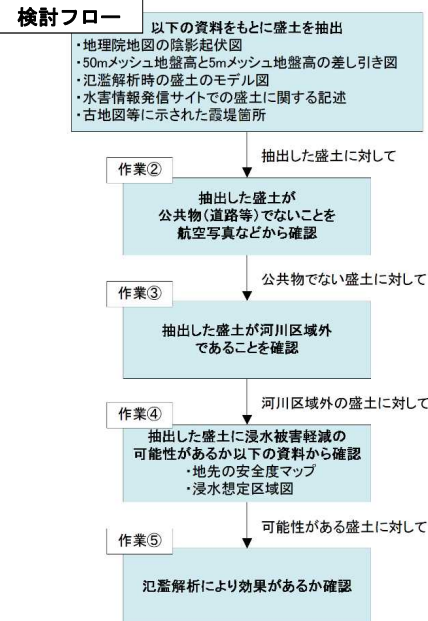 検討フロー
以下の資料をもとに盛土を抽出
・地理院地図の陰影起伏図
・50mメッシュ地盤高と5mメッシュ地盤高の差し引き図
・氾濫解析時の盛土のモデル図
・水害情報発信サイトでの盛土に関する記述
・古地図等に示された霞堤箇所
抽出した盛土に対して
作業②
抽出した盛土が
公共物(道路等)でないことを
航空写真などから確認
公共物でない盛土に対して
作業③
抽出した盛土が河川区域外
であることを確認
河川区域外の盛土に対して
作業④
抽出した盛土に浸水被害軽減の
可能性があるか以下の資料から確認
・地先の安全度マップ
・浸水想定区域図
可能性がある盛土に対して
作業⑤
氾濫解析により効果があるか確認